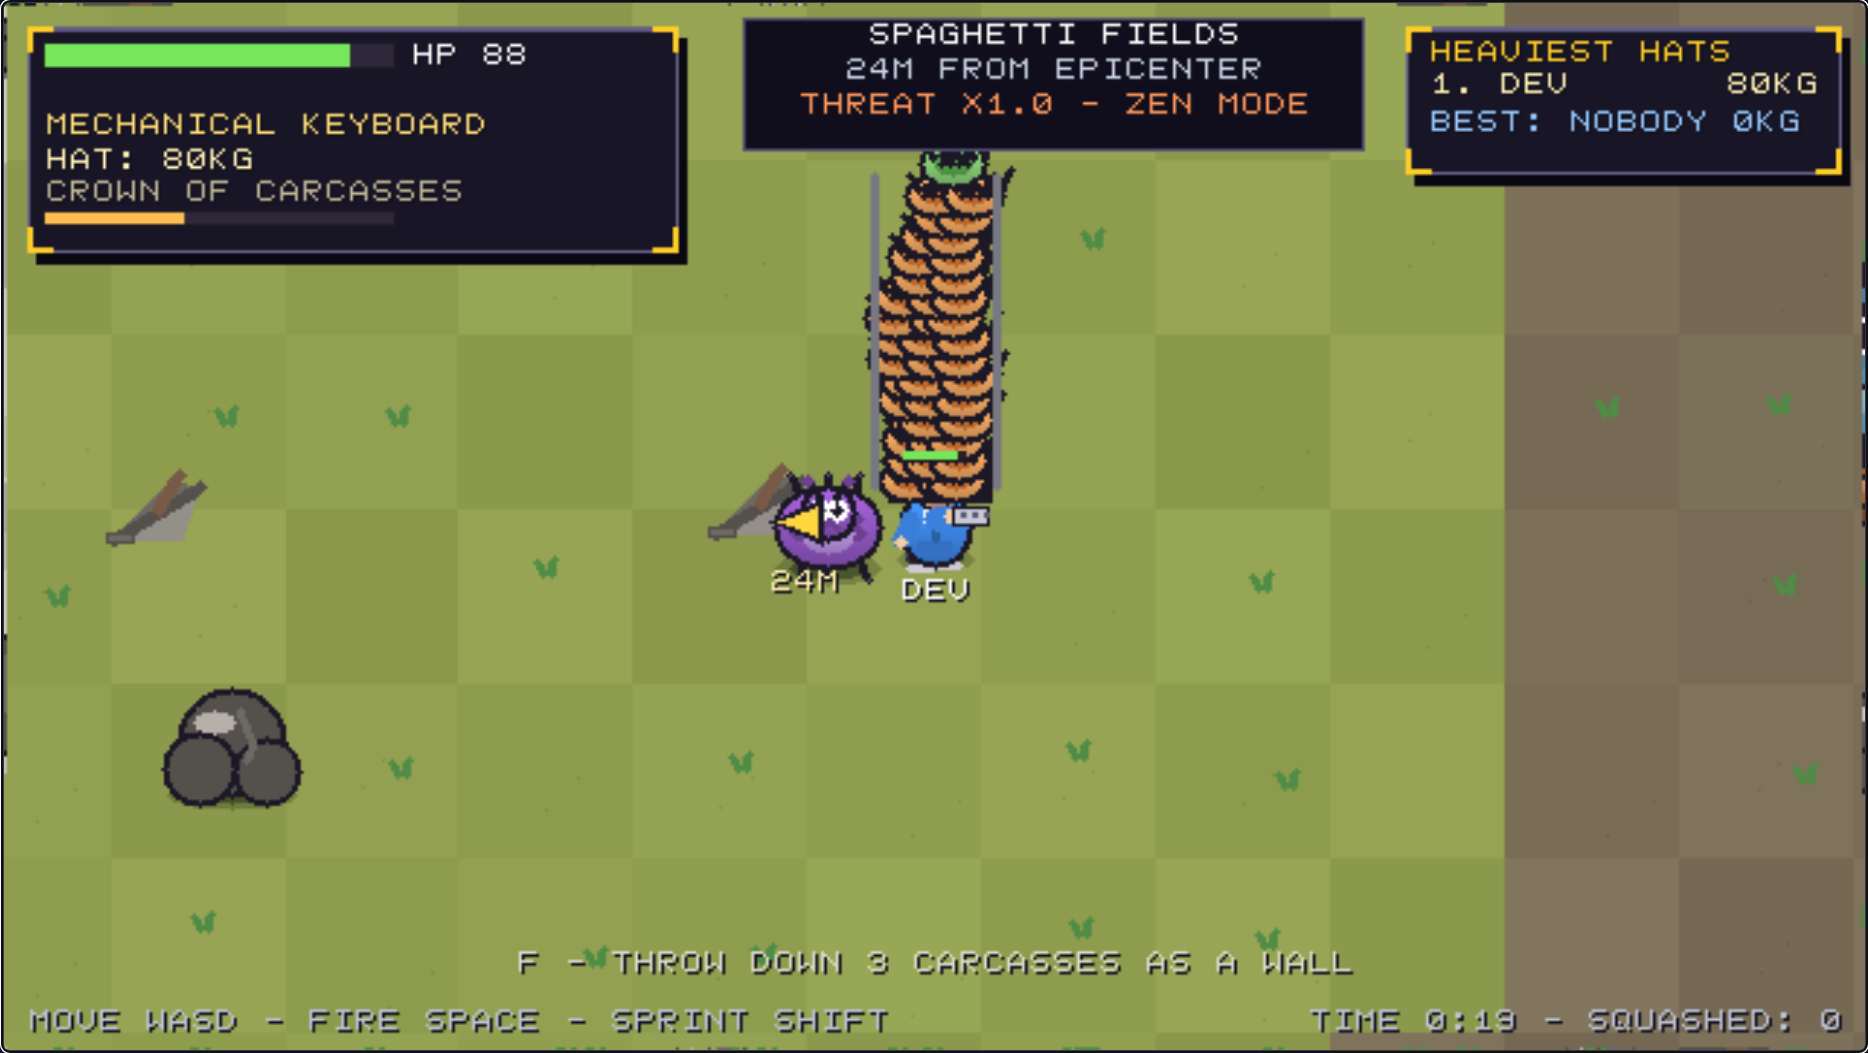 HP 88
MECHANICAL KEYBOARD
HAT: 80KG
CROWN OF CARCASSES
SPAGHETTI FIELDS
24M FROM EPICENTER
THREAT X1.0 - ZEN MODE
HEAVIEST HATS
1. DEV 80KG
BEST: NOBODY 0KG
24M
DEV
F - THROW DOWN 3 CARCASSES AS A WALL
MOVE WASD - FIRE SPACE - SPRINT SHIFT
TIME 0:19 - SQUASHED: 0